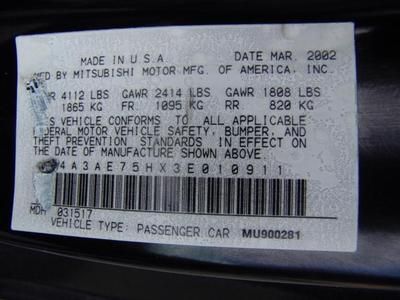 MADE IN U.S.A. DATE MAR. 2002
MFD BY MITSUBISHI MOTOR MFG. OF AMERICA, INC.
4112 LBS GAWR 2414 LBS GAWR 1808 LBS
1865 KG FR. 1095 KG RR 820 KG
VEHICLE CONFORMS TO ALL APPLICABLE
MOTOR VEHICLE SAFETY, BUMPER, AND
THEFT PREVENTION STANDARDS IN EFFECT ON
THE DATE OF MANUFACTURE SHOWN ABOVE.
4A3AE75HX3E010911
MDH 031517
VEHICLE TYPE: PASSENGER CAR MU900281